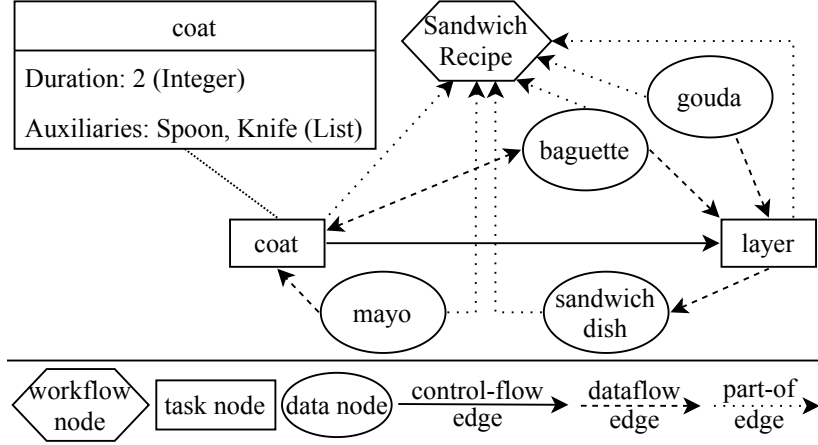 coat
Duration: 2 (Integer)
Auxiliaries: Spoon, Knife (List)
Sandwich
Recipe
gouda
baguette
coat
layer
mayo
sandwich
dish
workflow
node
task node
data node
control-flow
edge
dataflow
edge
part-of
edge